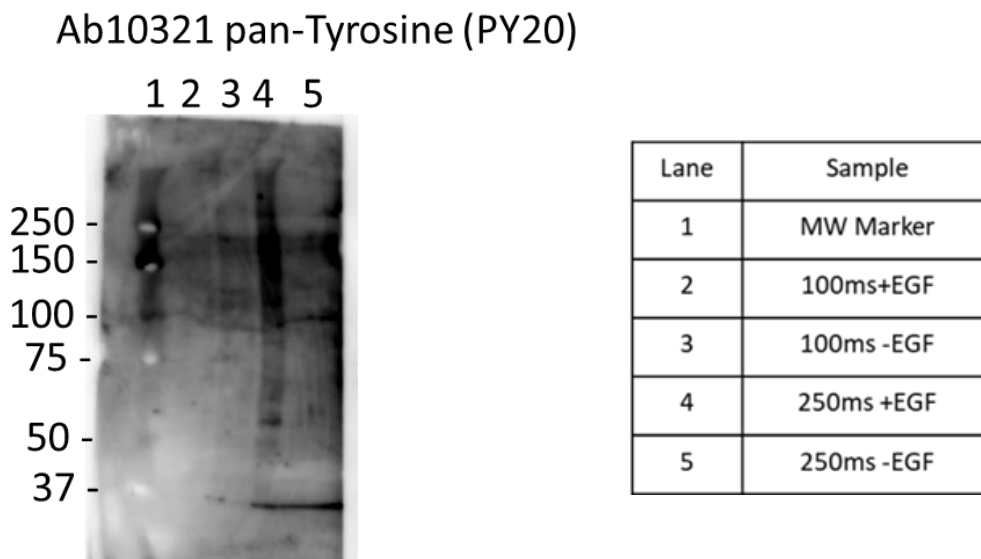 Ab10321 pan-Tyrosine (PY20)
1 2 3 4 5
250 -
150 -
100 -
75 -
50 -
37 -
Lane Sample
1 MW Marker
2 100ms+EGF
3 100ms -EGF
4 250ms +EGF
5 250ms -EGF